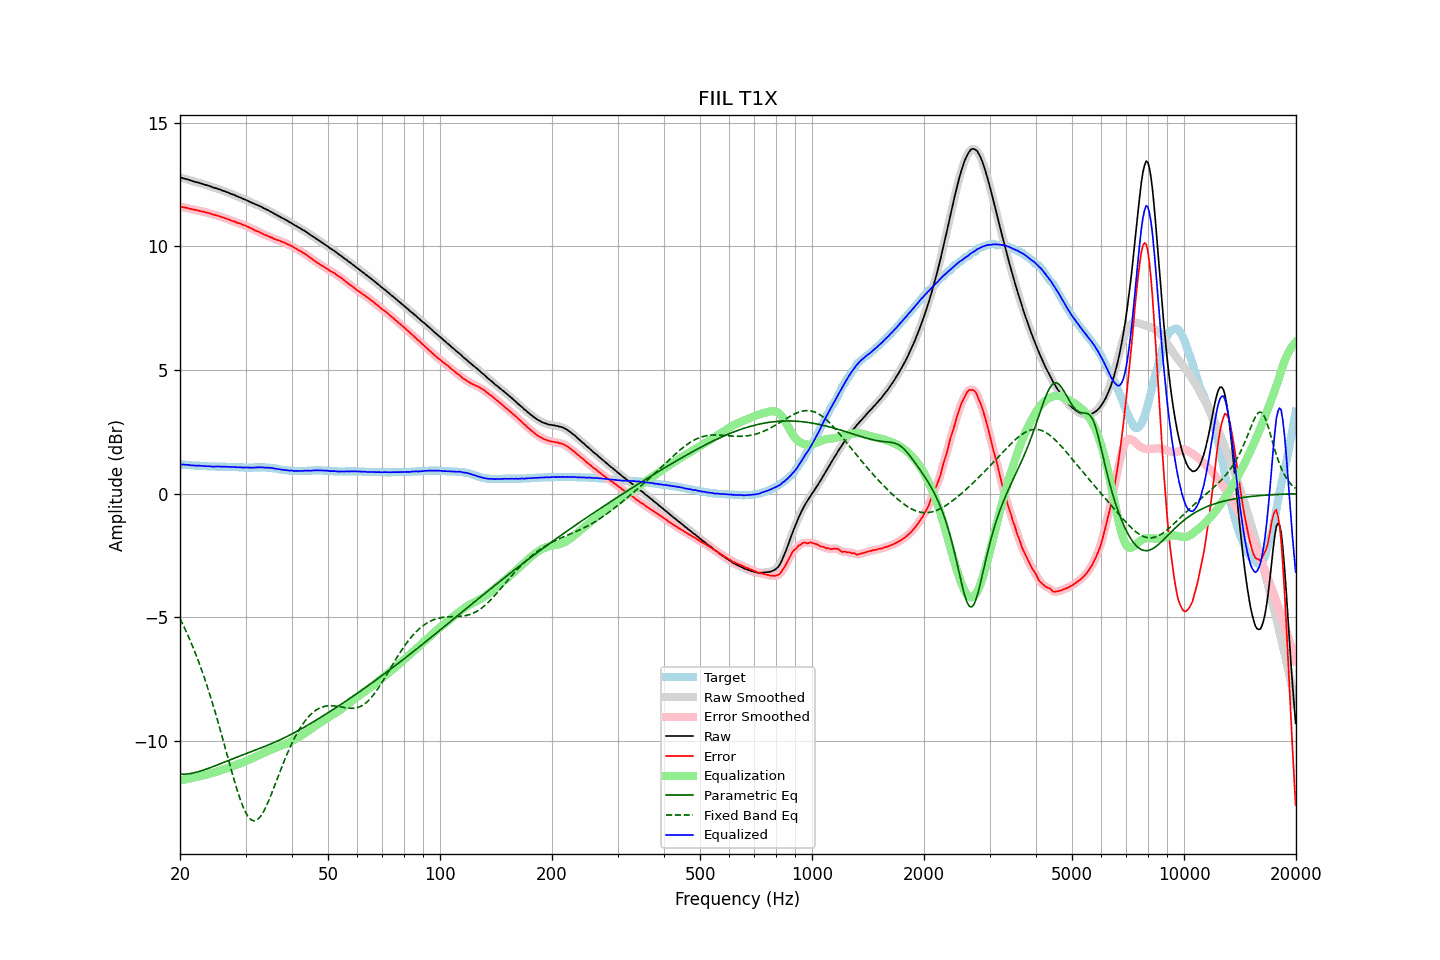 FIIL T1X
15
10
5
0
−5
−10
Amplitude (dBr)
Target
Raw Smoothed
Error Smoothed
Raw
Error
Equalization
Parametric Eq
Fixed Band Eq
Equalized
20 50 100 200 500 1000 2000 5000 10000 20000
Frequency (Hz)